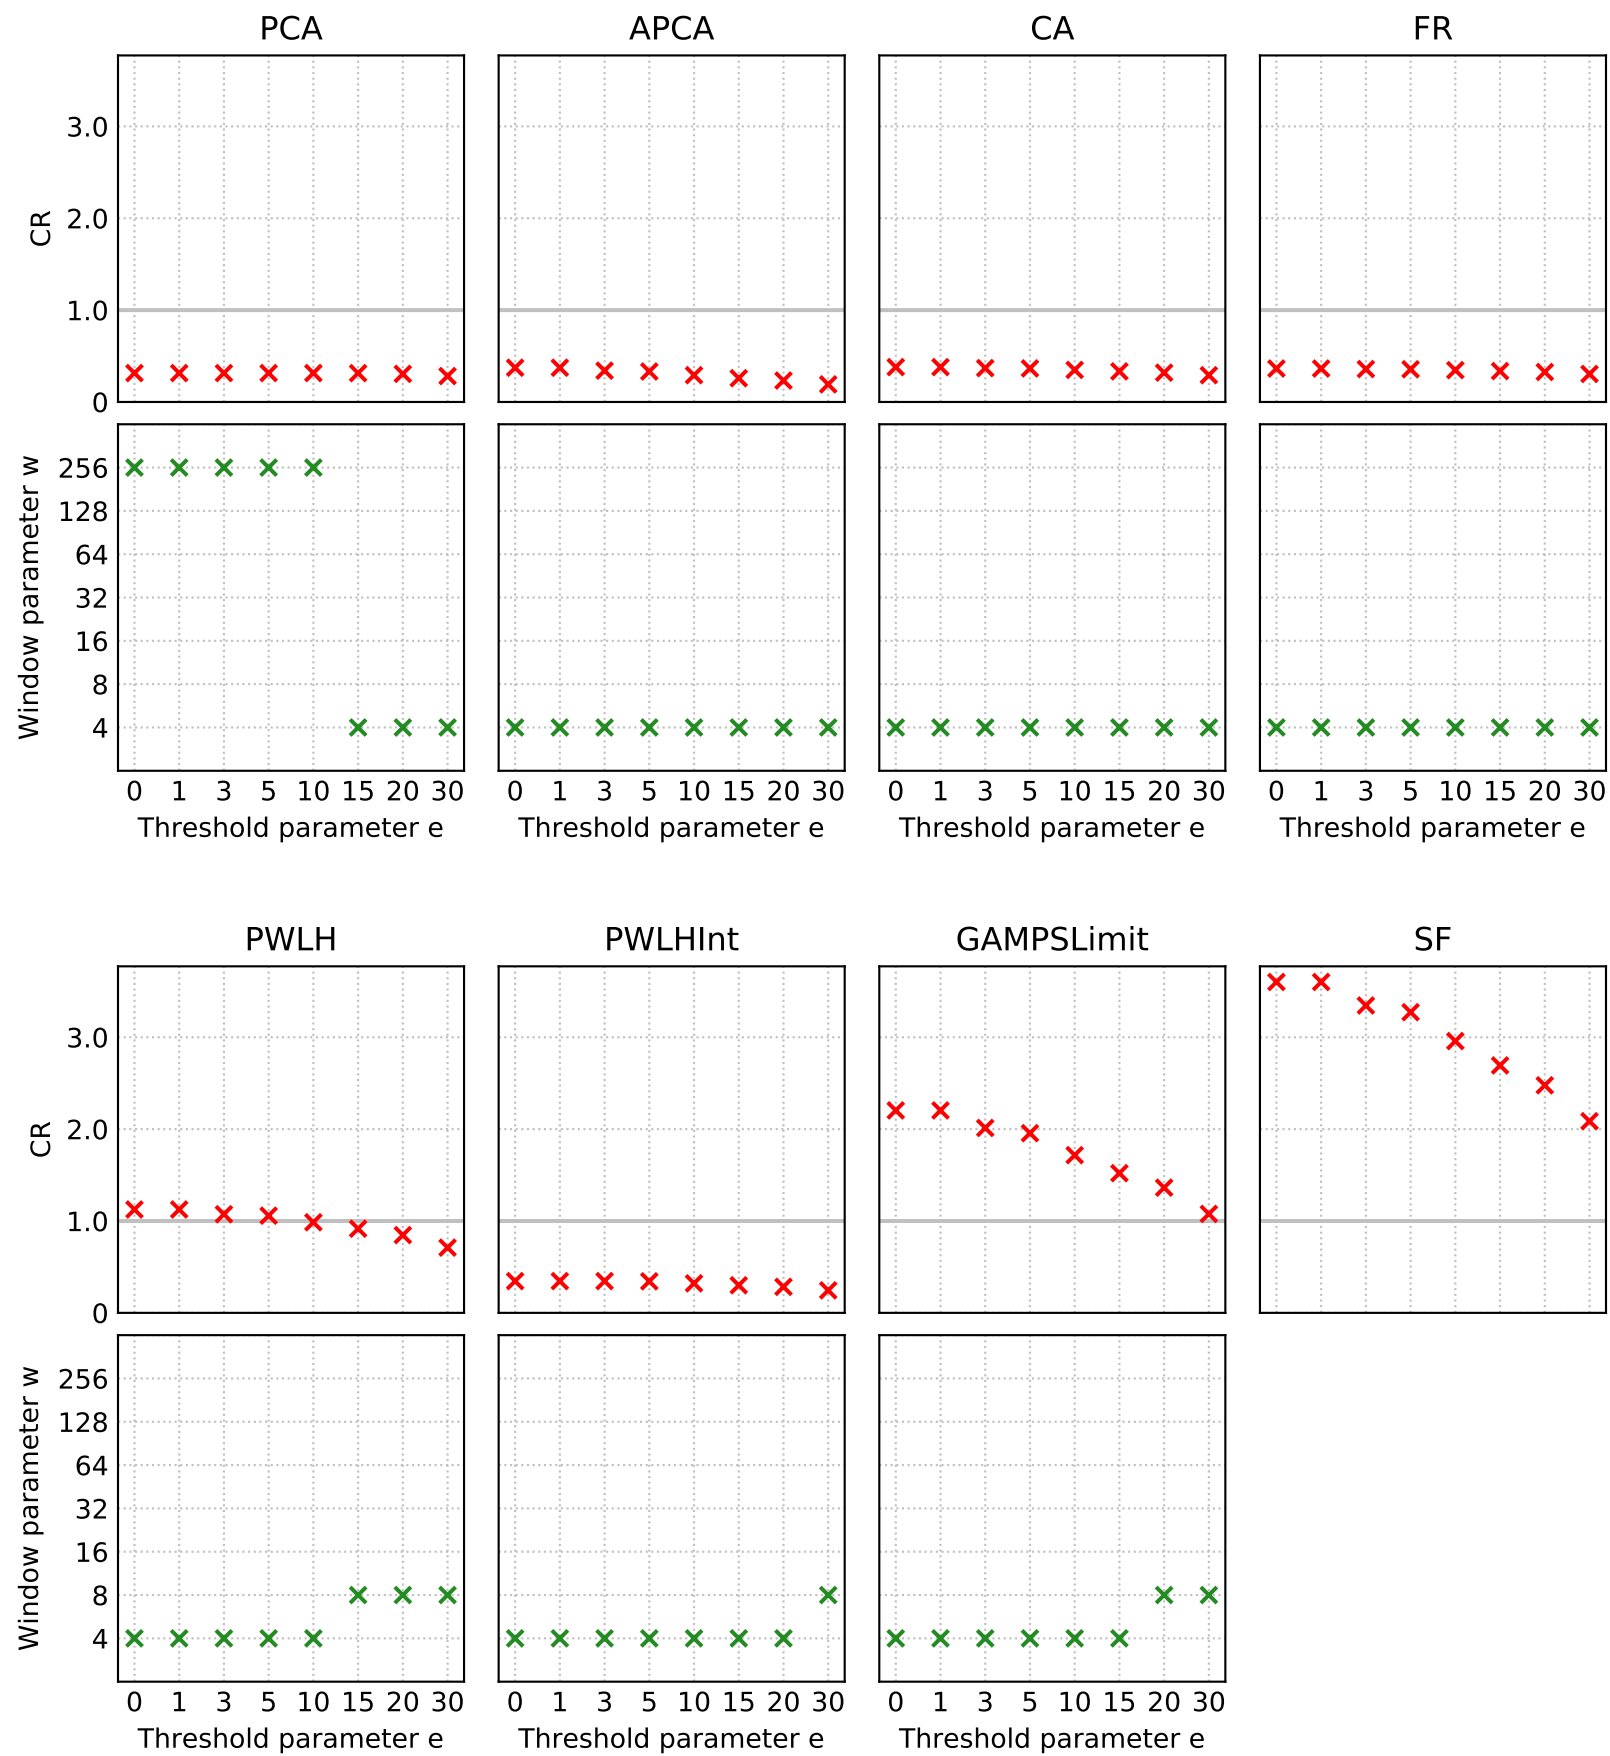 PCA APCA CA FR
CR
3.0
2.0
1.0
0
Window parameter w
256
128
64
32
16
8
4
0 1 3 5 10 15 20 30 0 1 3 5 10 15 20 30 0 1 3 5 10 15 20 30 0 1 3 5 10 15 20 30
Threshold parameter e Threshold parameter e Threshold parameter e Threshold parameter e
PWLH PWLHInt GAMPSLimit SF
CR
3.0
2.0
1.0
0
Window parameter w
256
128
64
32
16
8
4
0 1 3 5 10 15 20 30 0 1 3 5 10 15 20 30 0 1 3 5 10 15 20 30
Threshold parameter e Threshold parameter e Threshold parameter e